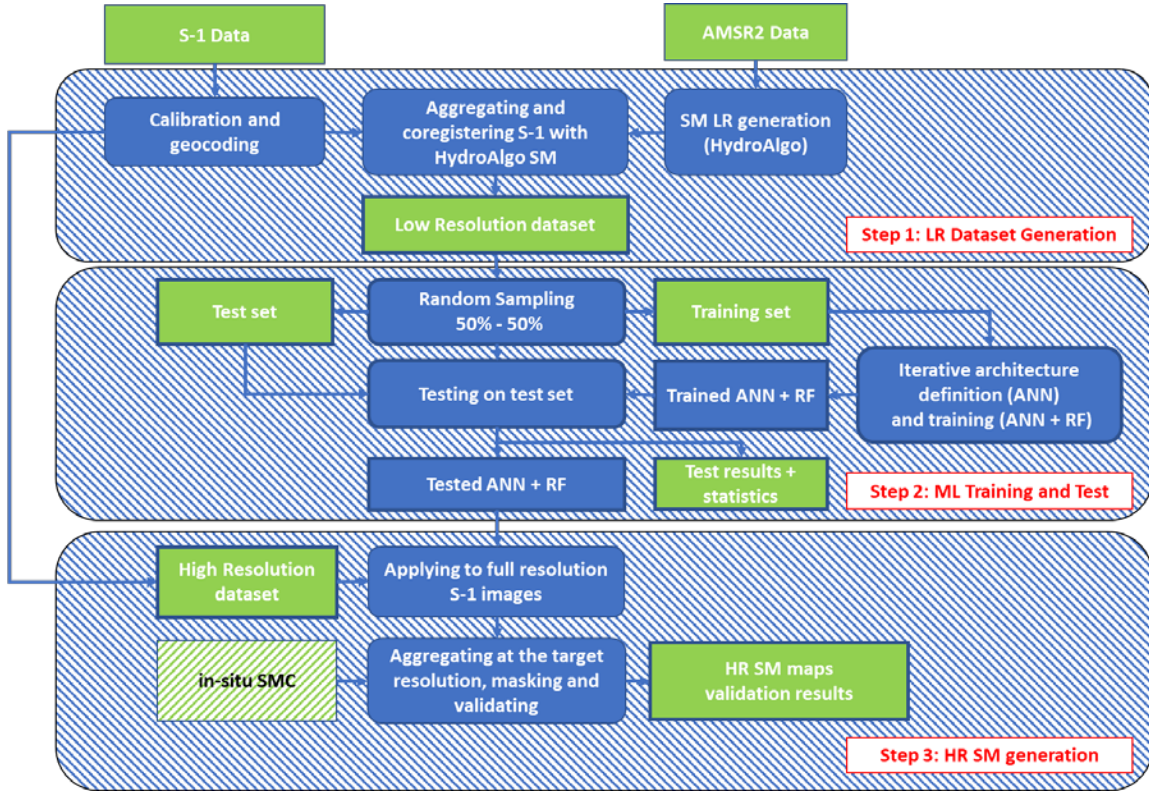 S-1 Data
AMSR2 Data
Calibration and
geocoding
Aggregating and
coregistering S-1 with
HydroAlgo SM
SM LR generation
(HydroAlgo)
Low Resolution dataset
Step 1: LR Dataset Generation
Test set
Random Sampling
50% - 50%
Training set
Testing on test set
Trained ANN + RF
Iterative architecture
definition (ANN)
and training (ANN + RF)
Tested ANN + RF
Test results +
statistics
Step 2: ML Training and Test
High Resolution
dataset
Applying to full resolution
S-1 images
in-situ SMC
Aggregating at the target
resolution, masking and
validating
HR SM maps
validation results
Step 3: HR SM generation